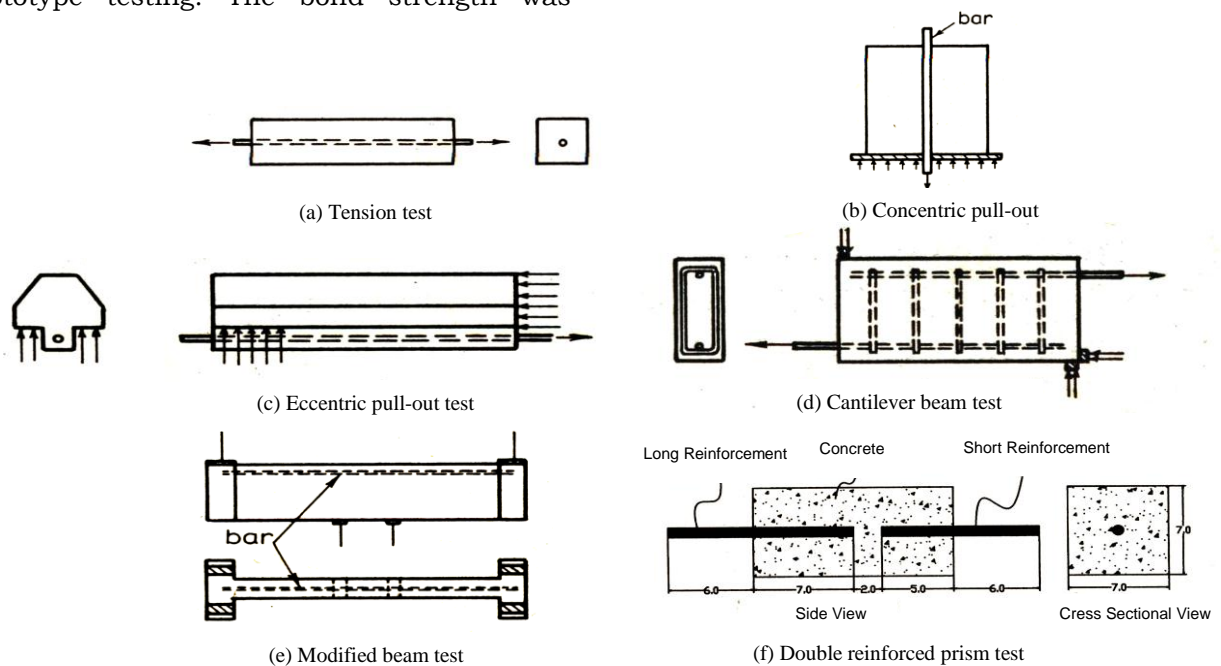 totype testing. The bond strength was
bar
(a) Tension test
(b) Concentric pull-out
(c) Eccentric pull-out test
(d) Cantilever beam test
bar
(e) Modified beam test
Long Reinforcement
Concrete
Short Reinforcement
7.0
6.0
7.0
2.0
5.0
6.0
7.0
Side View
Cress Sectional View
(f) Double reinforced prism test